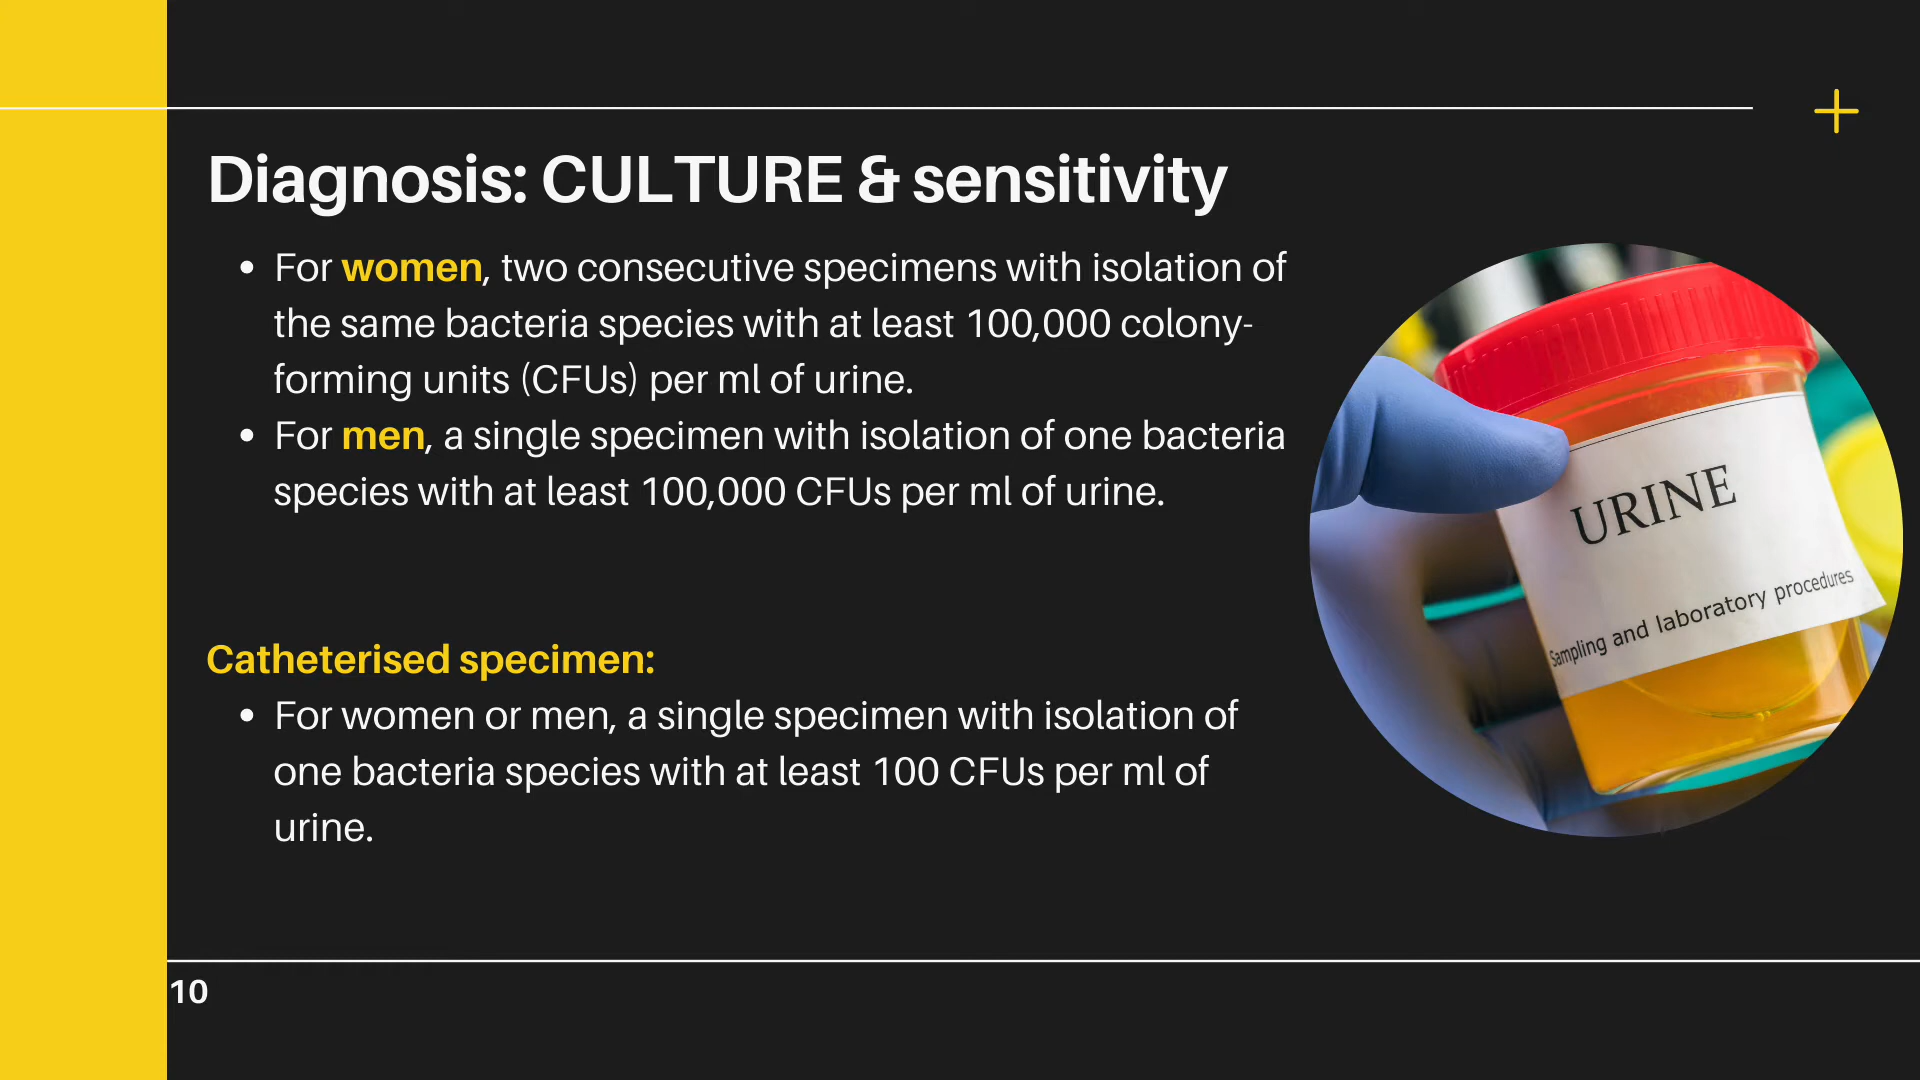 Diagnosis: CULTURE & sensitivity
• For women, two consecutive specimens with isolation of
the same bacteria species with at least 100,000 colony-
forming units (CFUs) per ml of urine.
• For men, a single specimen with isolation of one bacteria
species with at least 100,000 CFUs per ml of urine.
URINE
Sampling and laboratory procedures
Catheterised specimen:
• For women or men, a single specimen with isolation of
one bacteria species with at least 100 CFUs per ml of
urine.
10